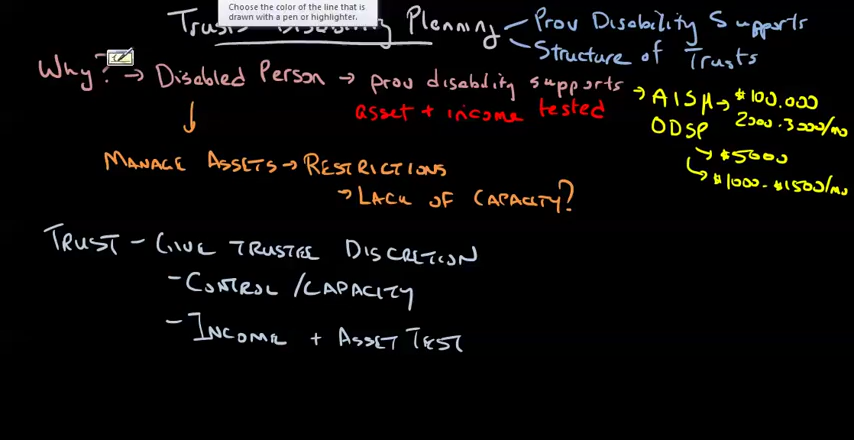 Choose the color of the line that is
drawn with a pen or highlighter.
Trusts Disability Planning
Prov Disability Supports
Structure of Trusts
Why? → Disabled Person → prov disability supports
asset + income tested
→ AISH → $100.000
2000-3000/mo
ODSP
→ $5000
→ $1000-$1500/mo
MANAGE ASSETS → RESTRICTIONS
→ LACK OF CAPACITY?
TRUST - GIVE TRUSTEE DISCRETION
- CONTROL / CAPACITY
- INCOME + ASSET TEST